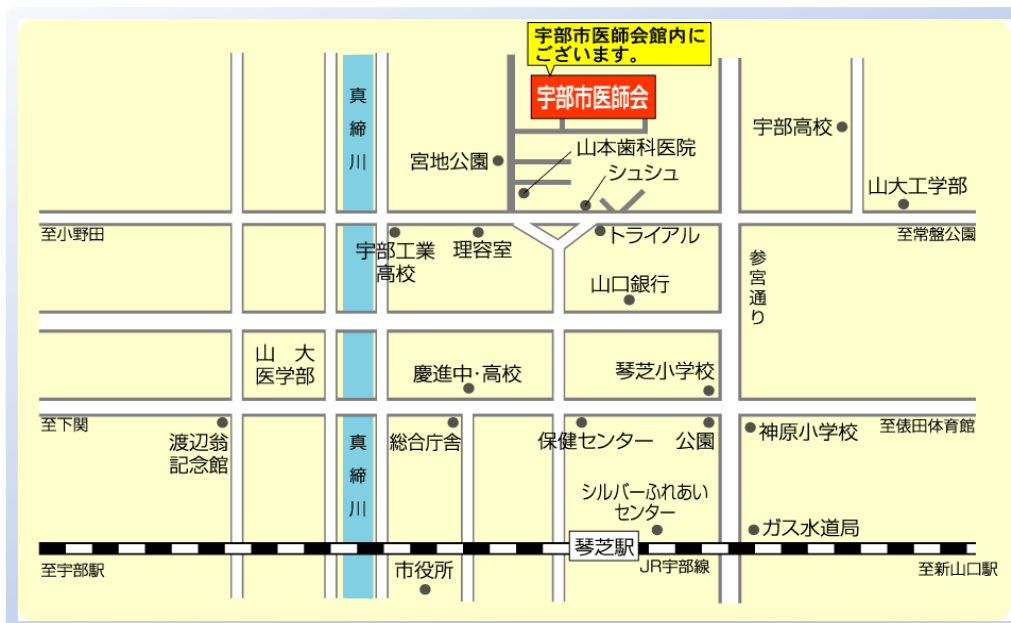 宇部市医師会館内に
ございます。
宇部市医師会
真締川
宇部高校
宮地公園
山本歯科医院
シュシュ
山大工学部
至小野田
宇部工業
高校
理容室
トライアル
至常盤公園
参宮通り
山口銀行
山大
医学部
慶進中・高校
琴芝小学校
至下関
渡辺翁
記念館
真締川
総合庁舎
保健センター
公園
神原小学校
至俵田体育館
シルバーふれあい
センター
ガス水道局
琴芝駅
至宇部駅
市役所
JR宇部線
至新山口駅